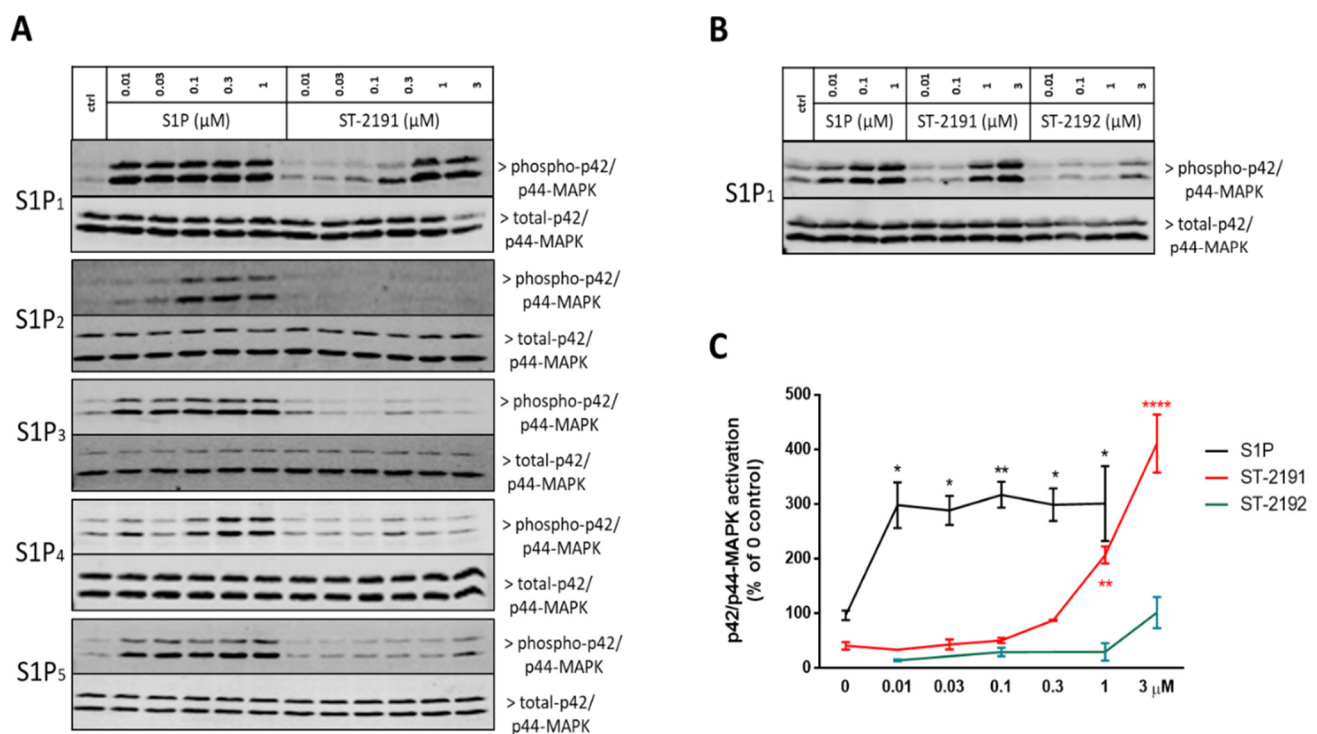 A
ctrl 0.01 0.03 0.1 0.3 1 0.01 0.03 0.1 0.3 1 3
S1P (μM) ST-2191 (μM)
S1P1
> phospho-p42/
p44-MAPK
> total-p42/
p44-MAPK
S1P2
> phospho-p42/
p44-MAPK
> total-p42/
p44-MAPK
S1P3
> phospho-p42/
p44-MAPK
> total-p42/
p44-MAPK
S1P4
> phospho-p42/
p44-MAPK
> total-p42/
p44-MAPK
S1P5
> phospho-p42/
p44-MAPK
> total-p42/
p44-MAPK
B
ctrl 0.01 0.1 1 0.01 0.1 1 3 0.01 0.1 1 3
S1P (μM) ST-2191 (μM) ST-2192 (μM)
S1P1
> phospho-p42/
p44-MAPK
> total-p42/
p44-MAPK
C
p42/p44-MAPK activation
(% of 0 control)
500
400
300
200
100
0
* * ** * * ** ****
0 0.01 0.03 0.1 0.3 1 3 μM
S1P
ST-2191
ST-2192